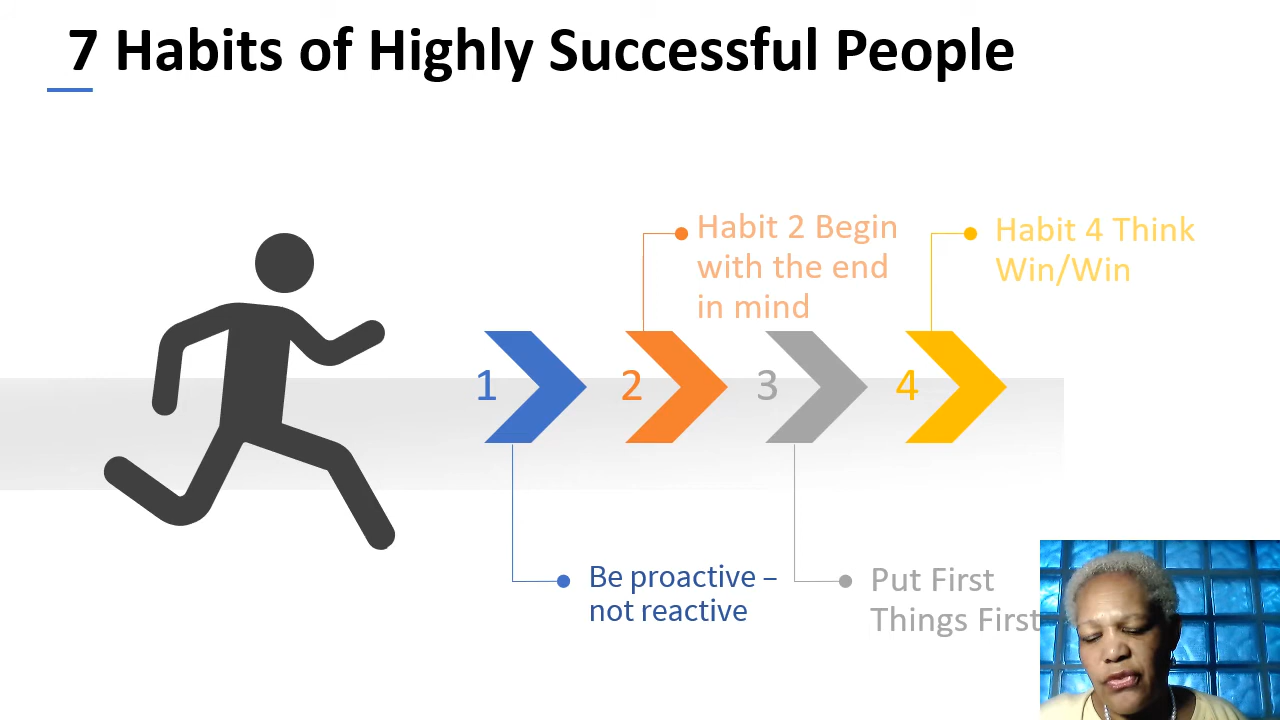 7 Habits of Highly Successful People
Habit 2 Begin
with the end
in mind
Habit 4 Think
Win/Win
1
2
3
4
Be proactive –
not reactive
Put First
Things First